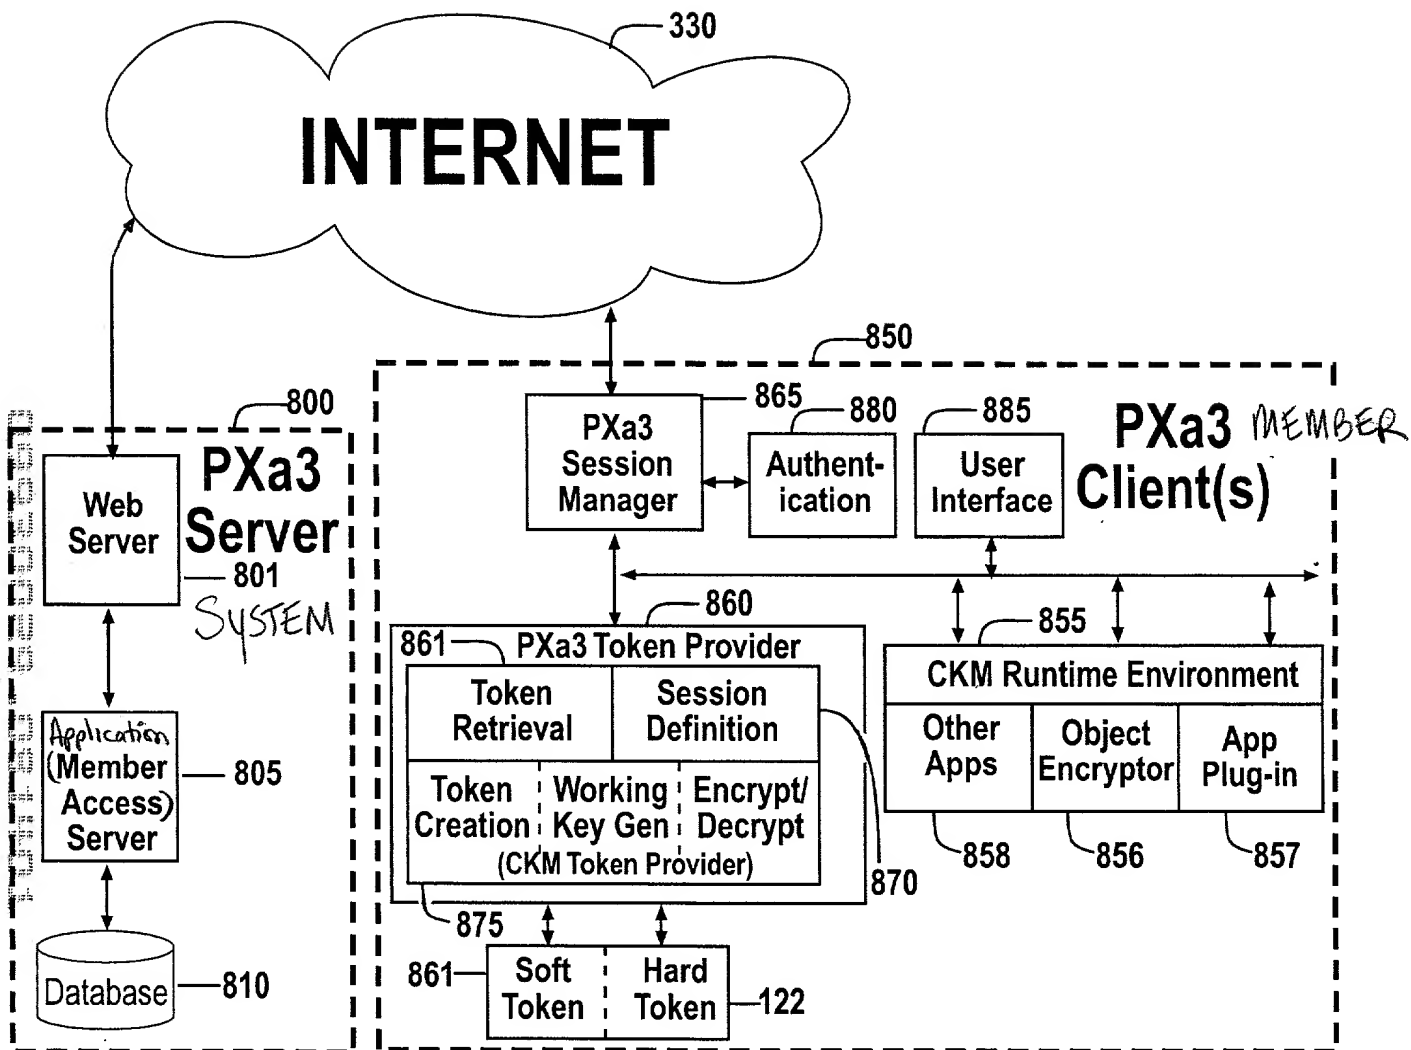 330
INTERNET
850
800
865
880
885
PXa3
Server
Web
Server
801
SYSTEM
Application
(Member
Access)
Server
805
Database
810
PXa3
Session
Manager
Authent-
ication
User
Interface
PXa3 MEMBER
Client(s)
860
861
PXa3 Token Provider
Token
Retrieval
Session
Definition
Token
Creation
Working
Key Gen
Encrypt/
Decrypt
(CKM Token Provider)
870
875
855
CKM Runtime Environment
Other
Apps
Object
Encryptor
App
Plug-in
858
856
857
861
Soft
Token
Hard
Token
122